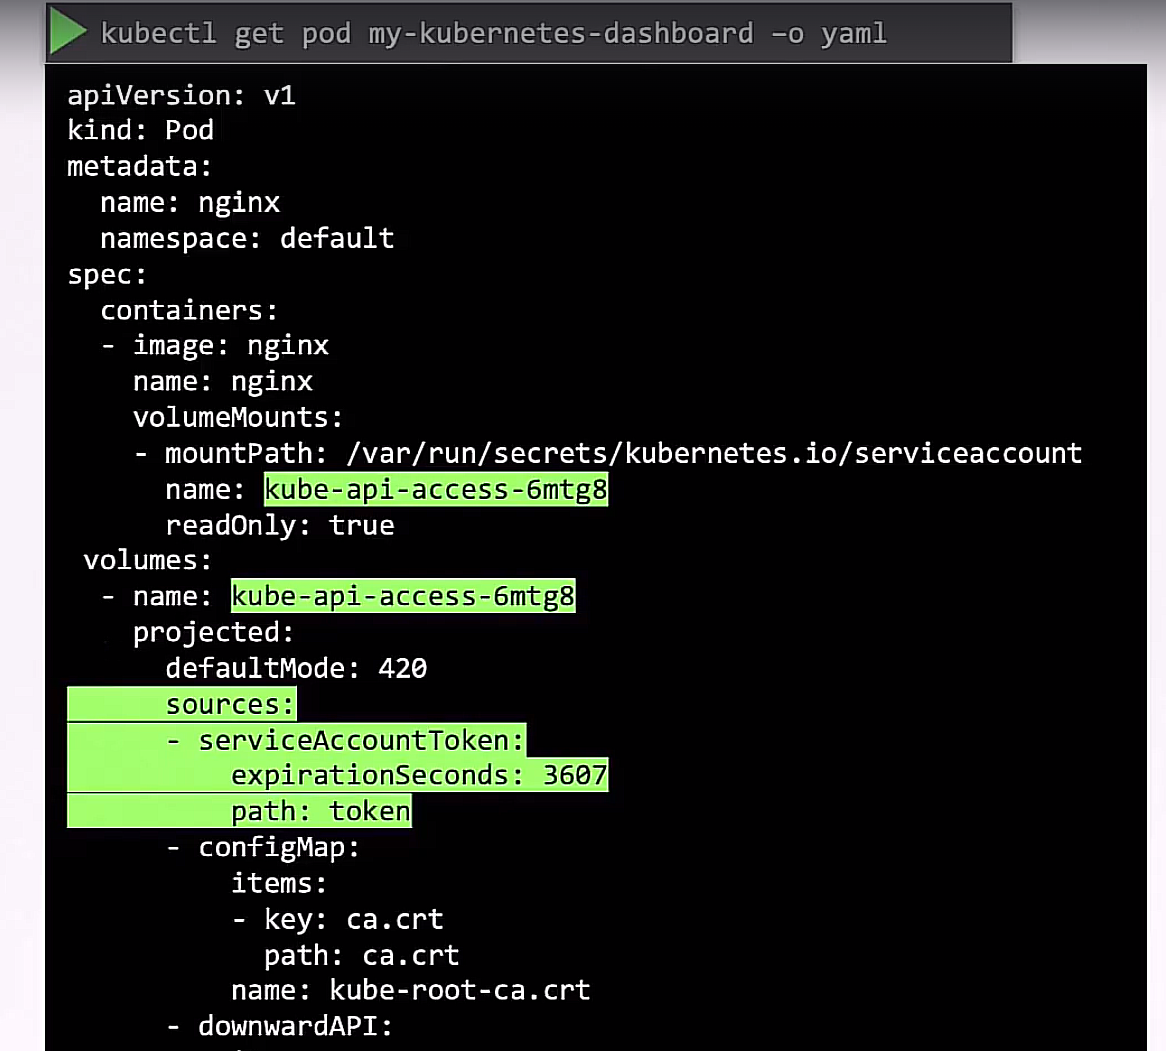 kubectl get pod my-kubernetes-dashboard –o yaml
apiVersion: v1
kind: Pod
metadata:
  name: nginx
  namespace: default
spec:
  containers:
  - image: nginx
    name: nginx
    volumeMounts:
    - mountPath: /var/run/secrets/kubernetes.io/serviceaccount
      name: kube-api-access-6mtg8
      readOnly: true
 volumes:
  - name: kube-api-access-6mtg8
    projected:
      defaultMode: 420
      sources:
      - serviceAccountToken:
          expirationSeconds: 3607
          path: token
      - configMap:
          items:
          - key: ca.crt
            path: ca.crt
          name: kube-root-ca.crt
      - downwardAPI: